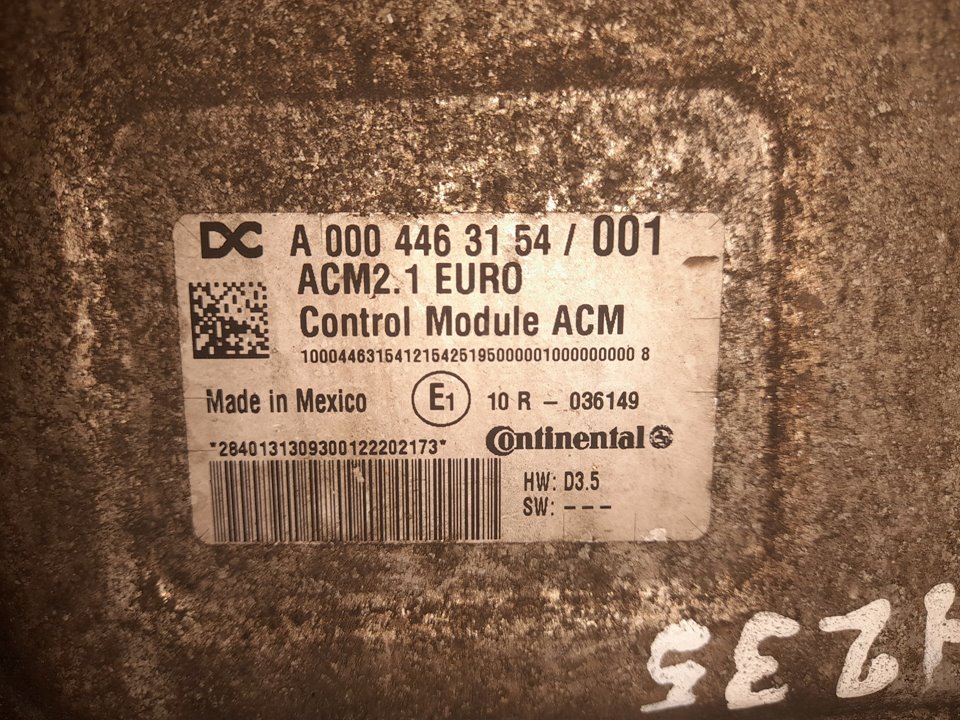 DC A 000 446 31 54 / 001
ACM2.1 EURO
Control Module ACM
100044631541215425195000001000000000 8
Made in Mexico E1 10 R - 036149
*2840131309300122202173* Continental
HW: D3.5
SW: ---